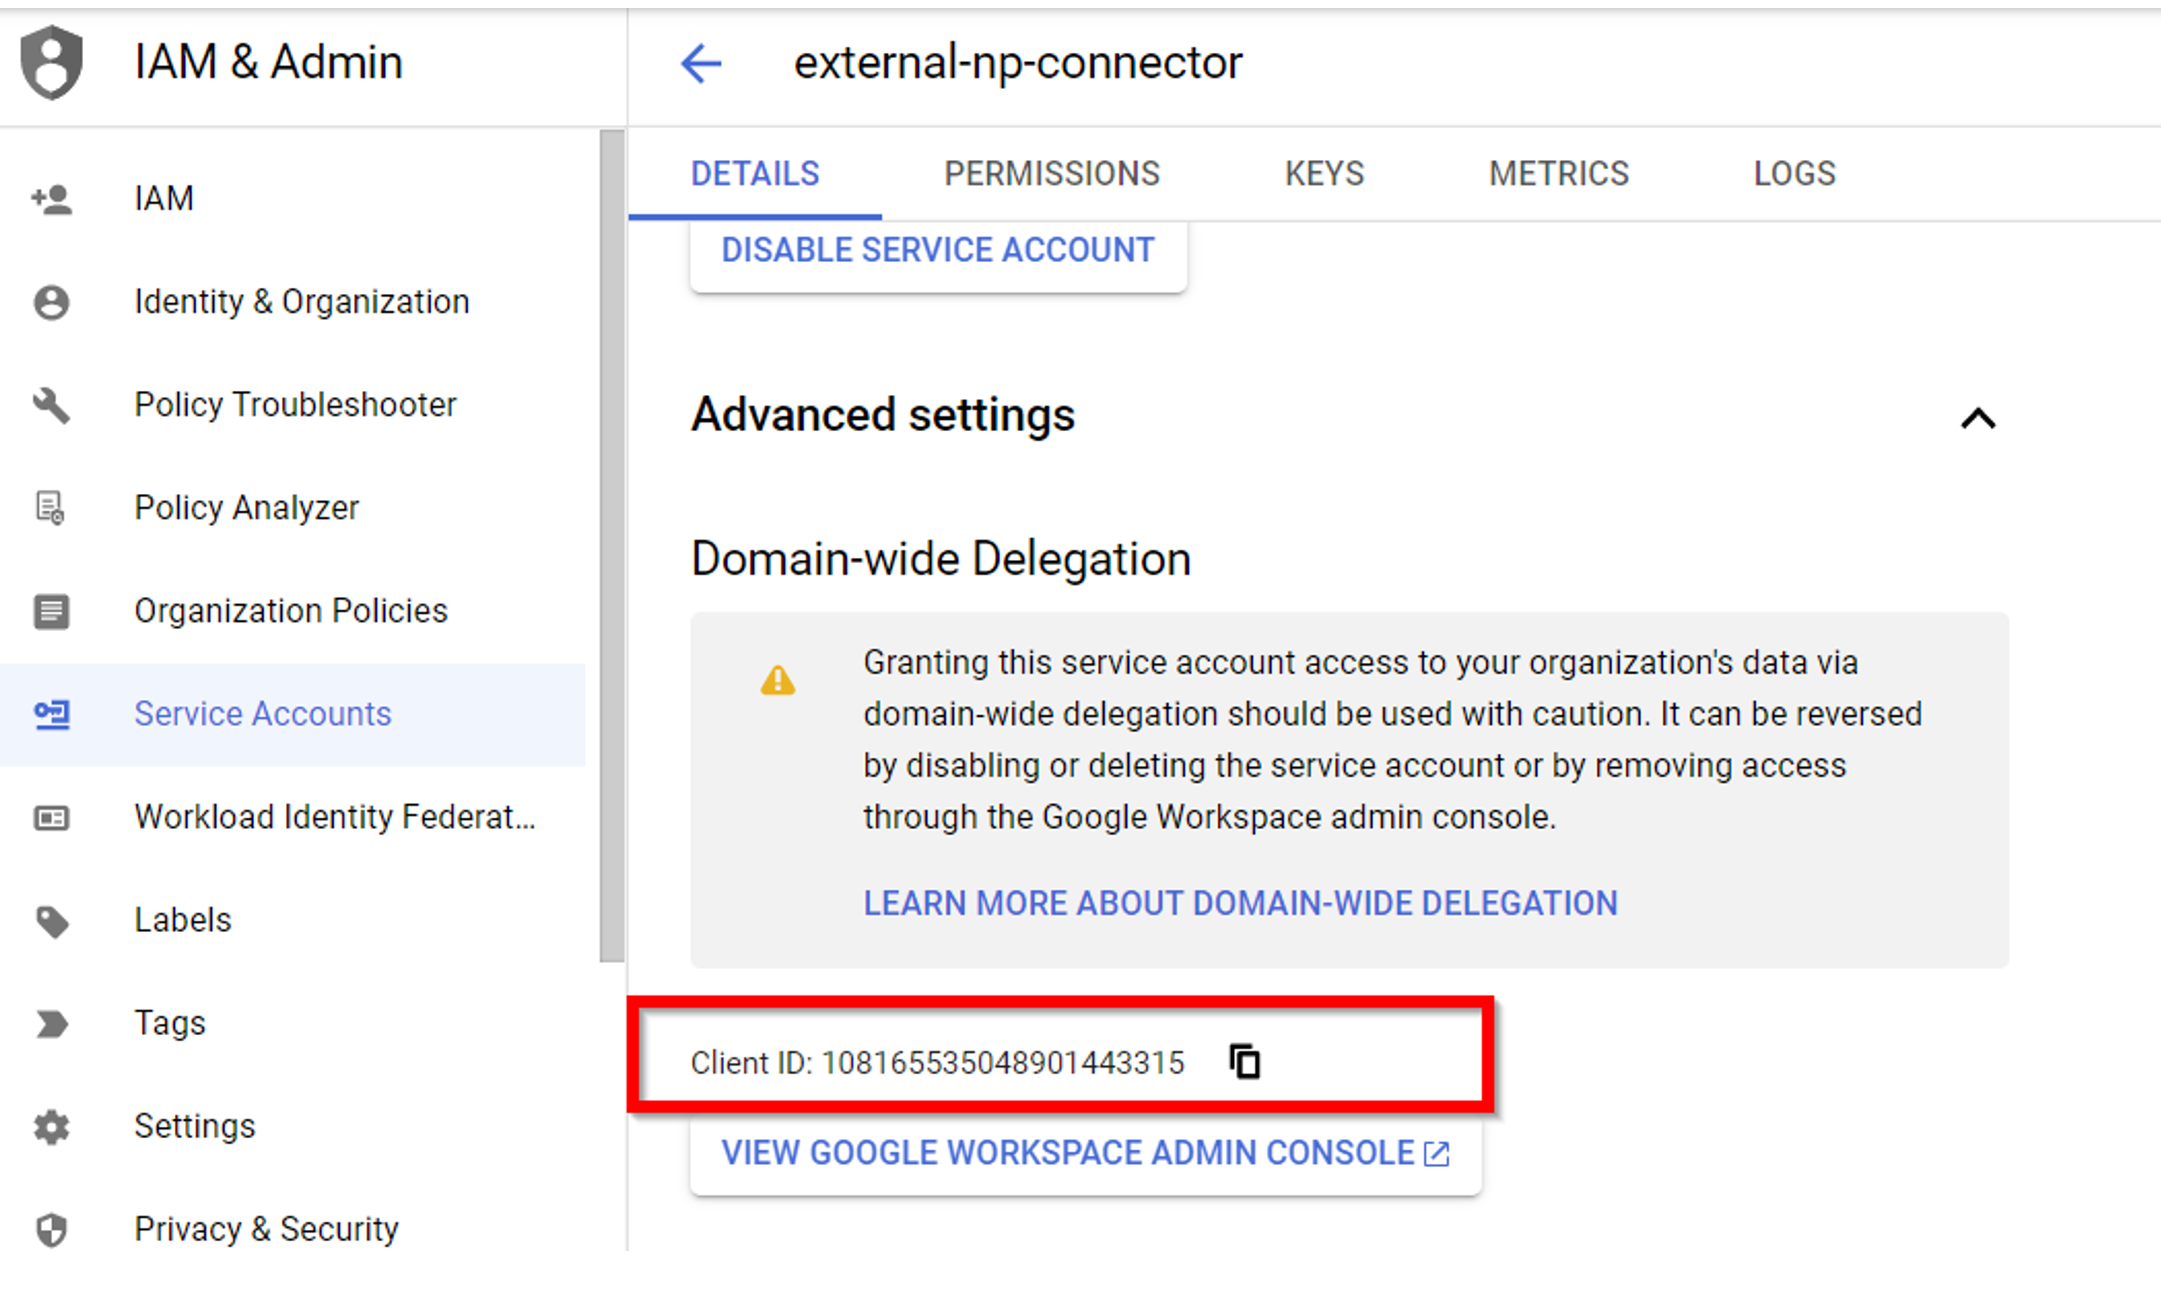 IAM & Admin
external-np-connector
IAM
Identity & Organization
Policy Troubleshooter
Policy Analyzer
Organization Policies
Service Accounts
Workload Identity Federat...
Labels
Tags
Settings
Privacy & Security
DETAILS
PERMISSIONS
KEYS
METRICS
LOGS
DISABLE SERVICE ACCOUNT
Advanced settings
Domain-wide Delegation
Granting this service account access to your organization's data via
domain-wide delegation should be used with caution. It can be reversed
by disabling or deleting the service account or by removing access
through the Google Workspace admin console.
LEARN MORE ABOUT DOMAIN-WIDE DELEGATION
Client ID: 108165535048901443315
VIEW GOOGLE WORKSPACE ADMIN CONSOLE